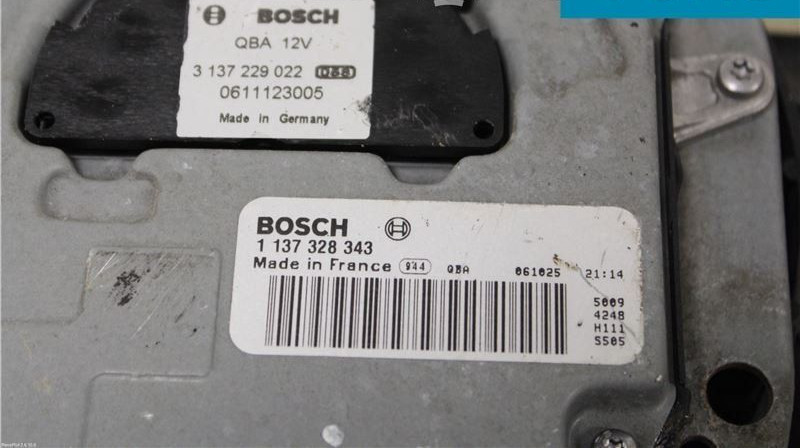 BOSCH
QBA 12V
3 137 229 022
0611123005
Made in Germany
BOSCH
1 137 328 343
Made in France 944 QBA 061025 21:14
5009
4248
H111
S505